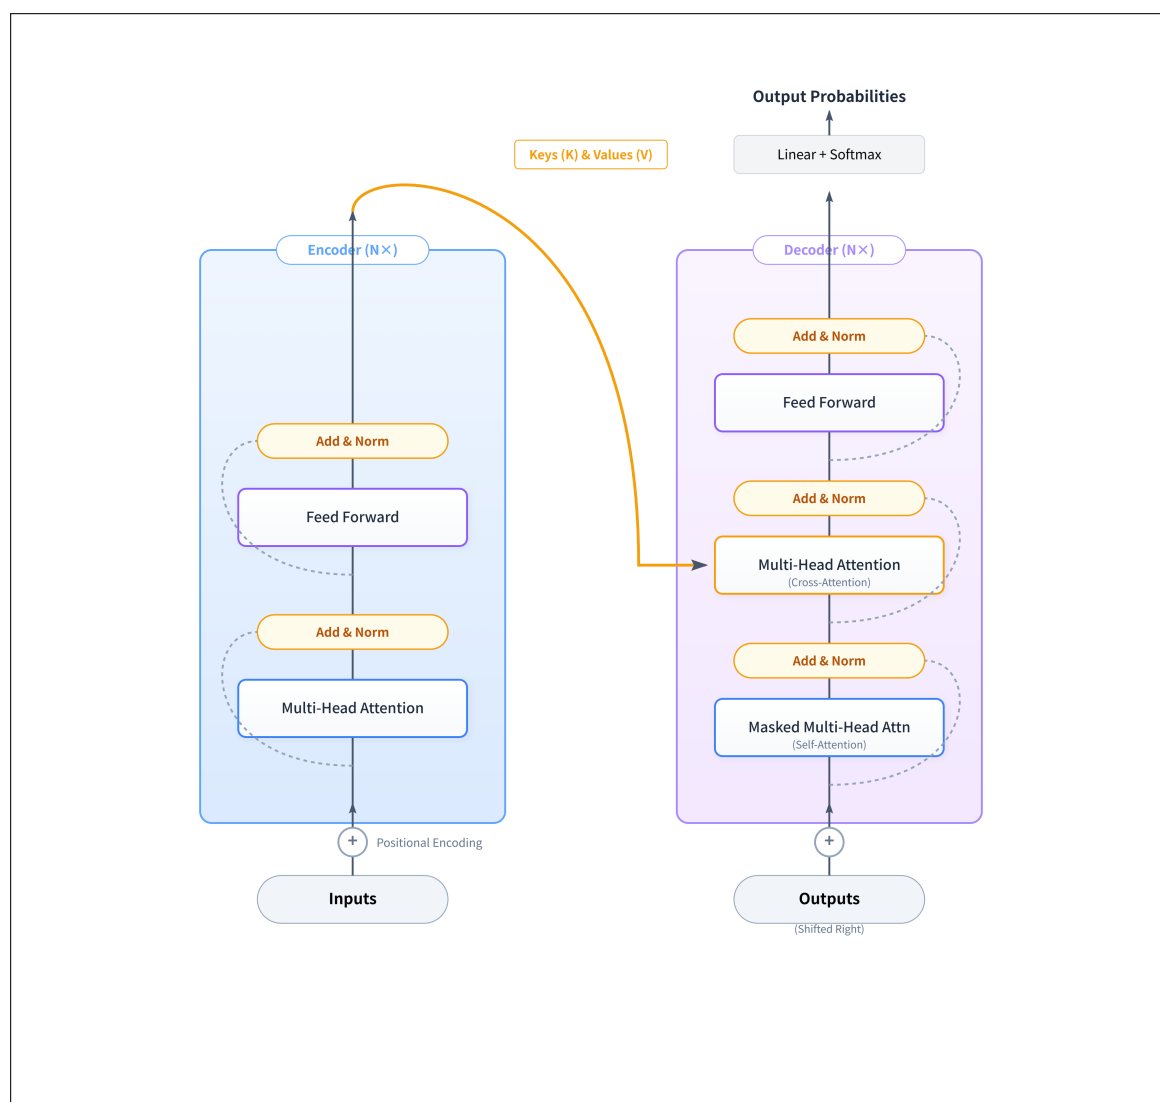 Output Probabilities
Keys (K) & Values (V)
Linear + Softmax
Encoder (N×)
Decoder (N×)
Add & Norm
Feed Forward
Add & Norm
Feed Forward
Add & Norm
Multi-Head Attention
(Cross-Attention)
Add & Norm
Add & Norm
Multi-Head Attention
Masked Multi-Head Attn
(Self-Attention)
+ Positional Encoding
+
Inputs
Outputs
(Shifted Right)